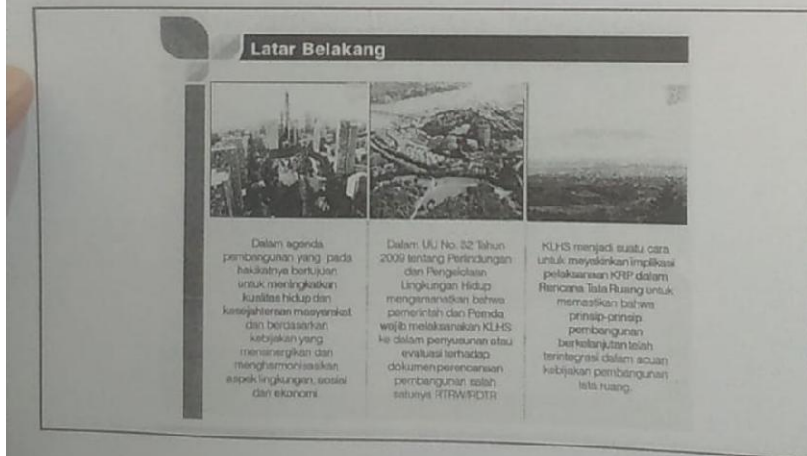 Latar Belakang
Dalam agenda
pembangunan yang pada
hakikatnya bertujuan
untuk meningkatkan
kualitas hidup dan
kesejahteraan masyarakat
dan berdasarkan
kebijakan yang
mensinergikan dan
mengharmonisasikan
aspek lingkungan, sosial
dan ekonomi
Dalam UU No. 32 Tahun
2009 tentang Perlindungan
dan Pengelolaan
Lingkungan Hidup
mengamanatkan bahwa
pemerintah dan Pemda
wajib melaksanakan KLHS
ke dalam penyusunan atau
evaluasi terhadap
dokumen perencanaan
pembangunan salah
satunya RTRW/RDTR
KLHS menjadi suatu cara
untuk meyakinkan implikasi
pelaksanaan KRP dalam
Rencana Tata Ruang untuk
memastikan bahwa
prinsip-prinsip
pembangunan
berkelanjutan telah
terintegrasi dalam acuan
kebijakan pembangunan
tata ruang.